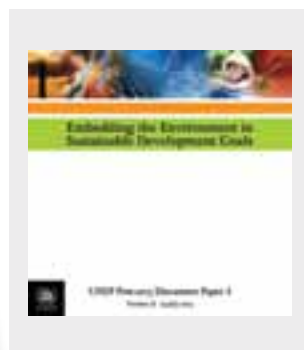 Embedding the Environment in
Sustainable Development Goals
UNEP Post-2015 Discussion Paper 1